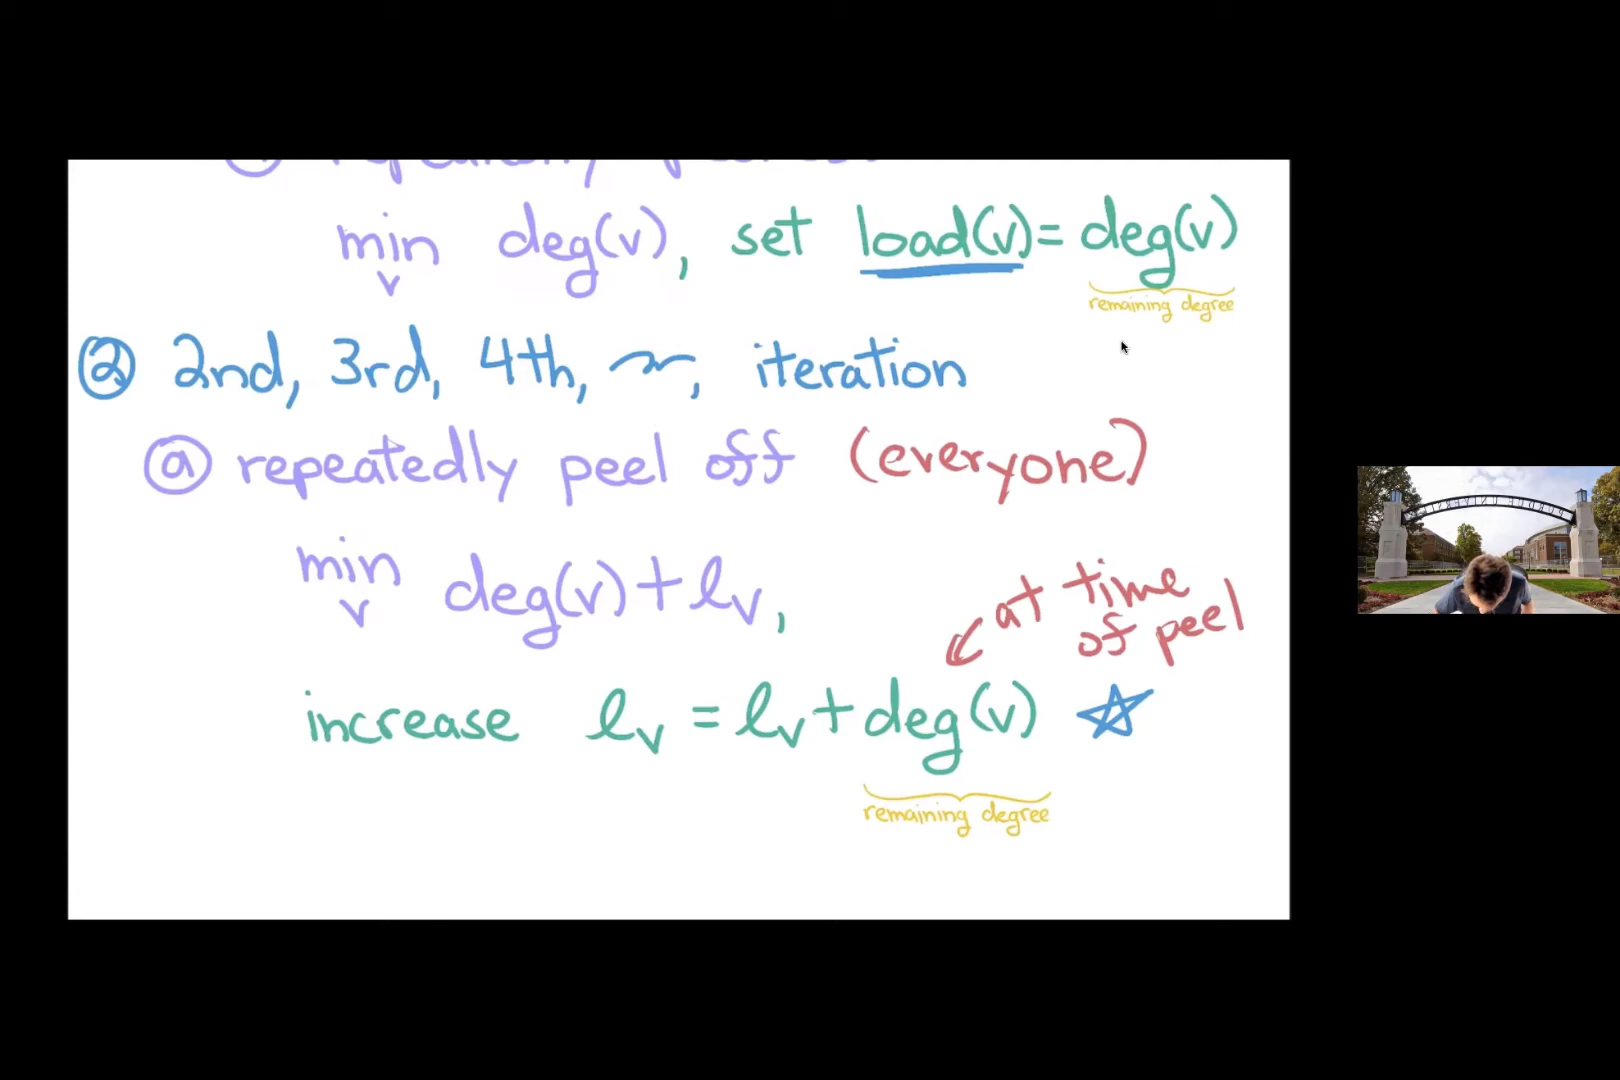 min deg(v), set load(v) = deg(v)
v
remaining degree
② 2nd, 3rd, 4th, ~, iteration
ⓐ repeatedly peel off (everyone)
min deg(v) + ℓv,
v
at time
of peel
increase ℓv = ℓv + deg(v) ☆
remaining degree